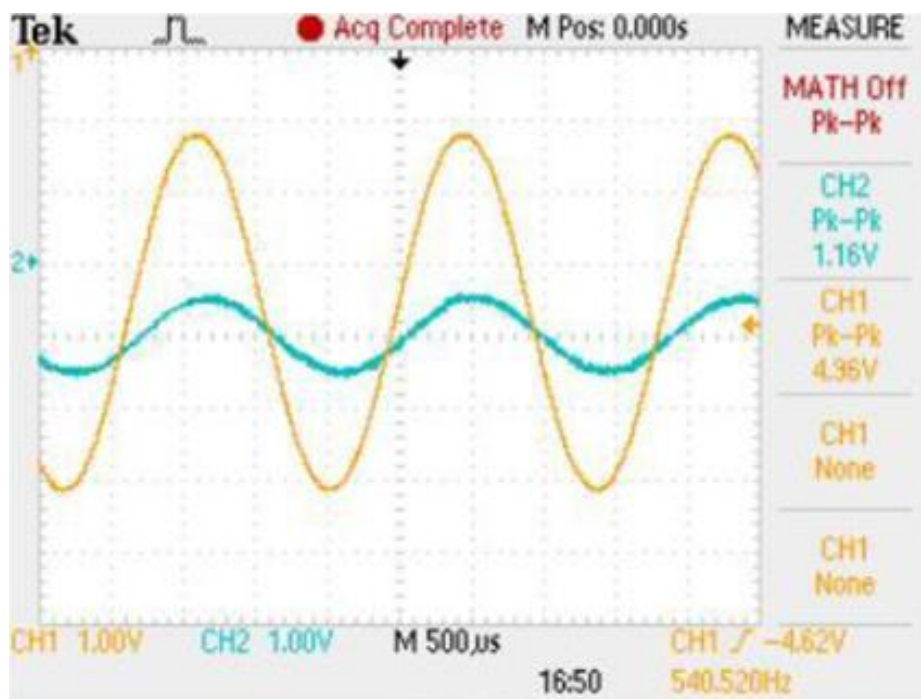 Tek Acq Complete M Pos: 0.000s MEASURE
1
MATH Off
Pk-Pk
CH2
Pk-Pk
1.16V
2
CH1
Pk-Pk
4.96V
CH1
None
CH1
None
CH1 1.00V CH2 1.00V M 500µs CH1 -4.62V
16:50 540.520Hz